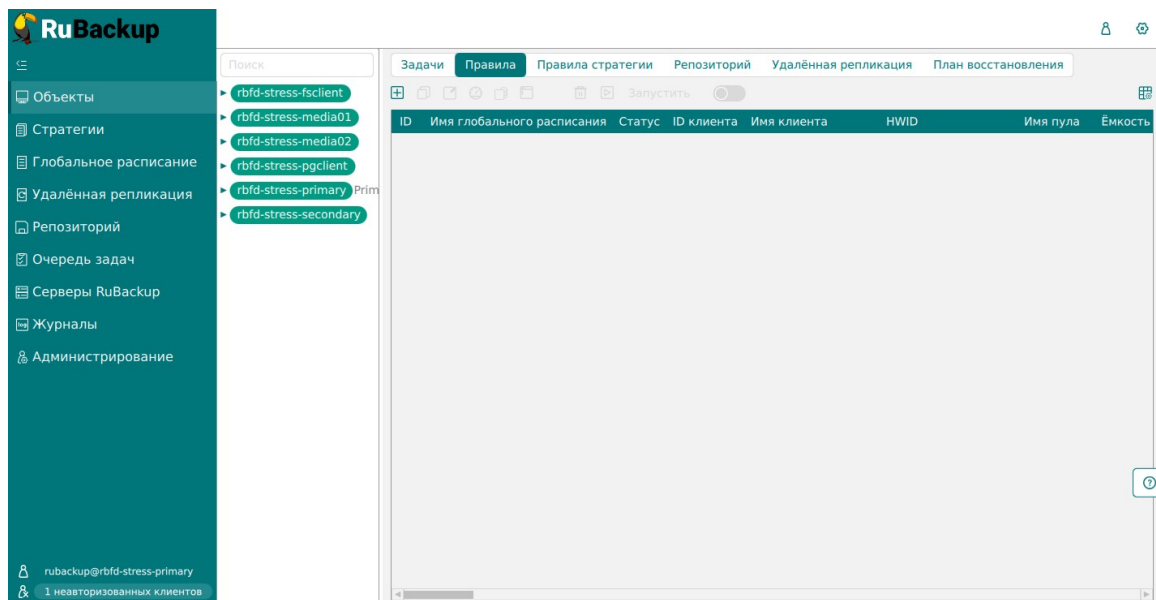 RuBackup
Объекты
Стратегии
Глобальное расписание
Удалённая репликация
Репозиторий
Очередь задач
Серверы RuBackup
Журналы
Администрирование
rubackup@rbfd-stress-primary
1 неавторизованных клиентов
Поиск
rbfd-stress-fsclient
rbfd-stress-media01
rbfd-stress-media02
rbfd-stress-pgclient
rbfd-stress-primary Prim
rbfd-stress-secondary
Задачи Правила Правила стратегии Репозиторий Удалённая репликация План восстановления
Запустить
ID Имя глобального расписания Статус ID клиента Имя клиента HWID Имя пула Ёмкость